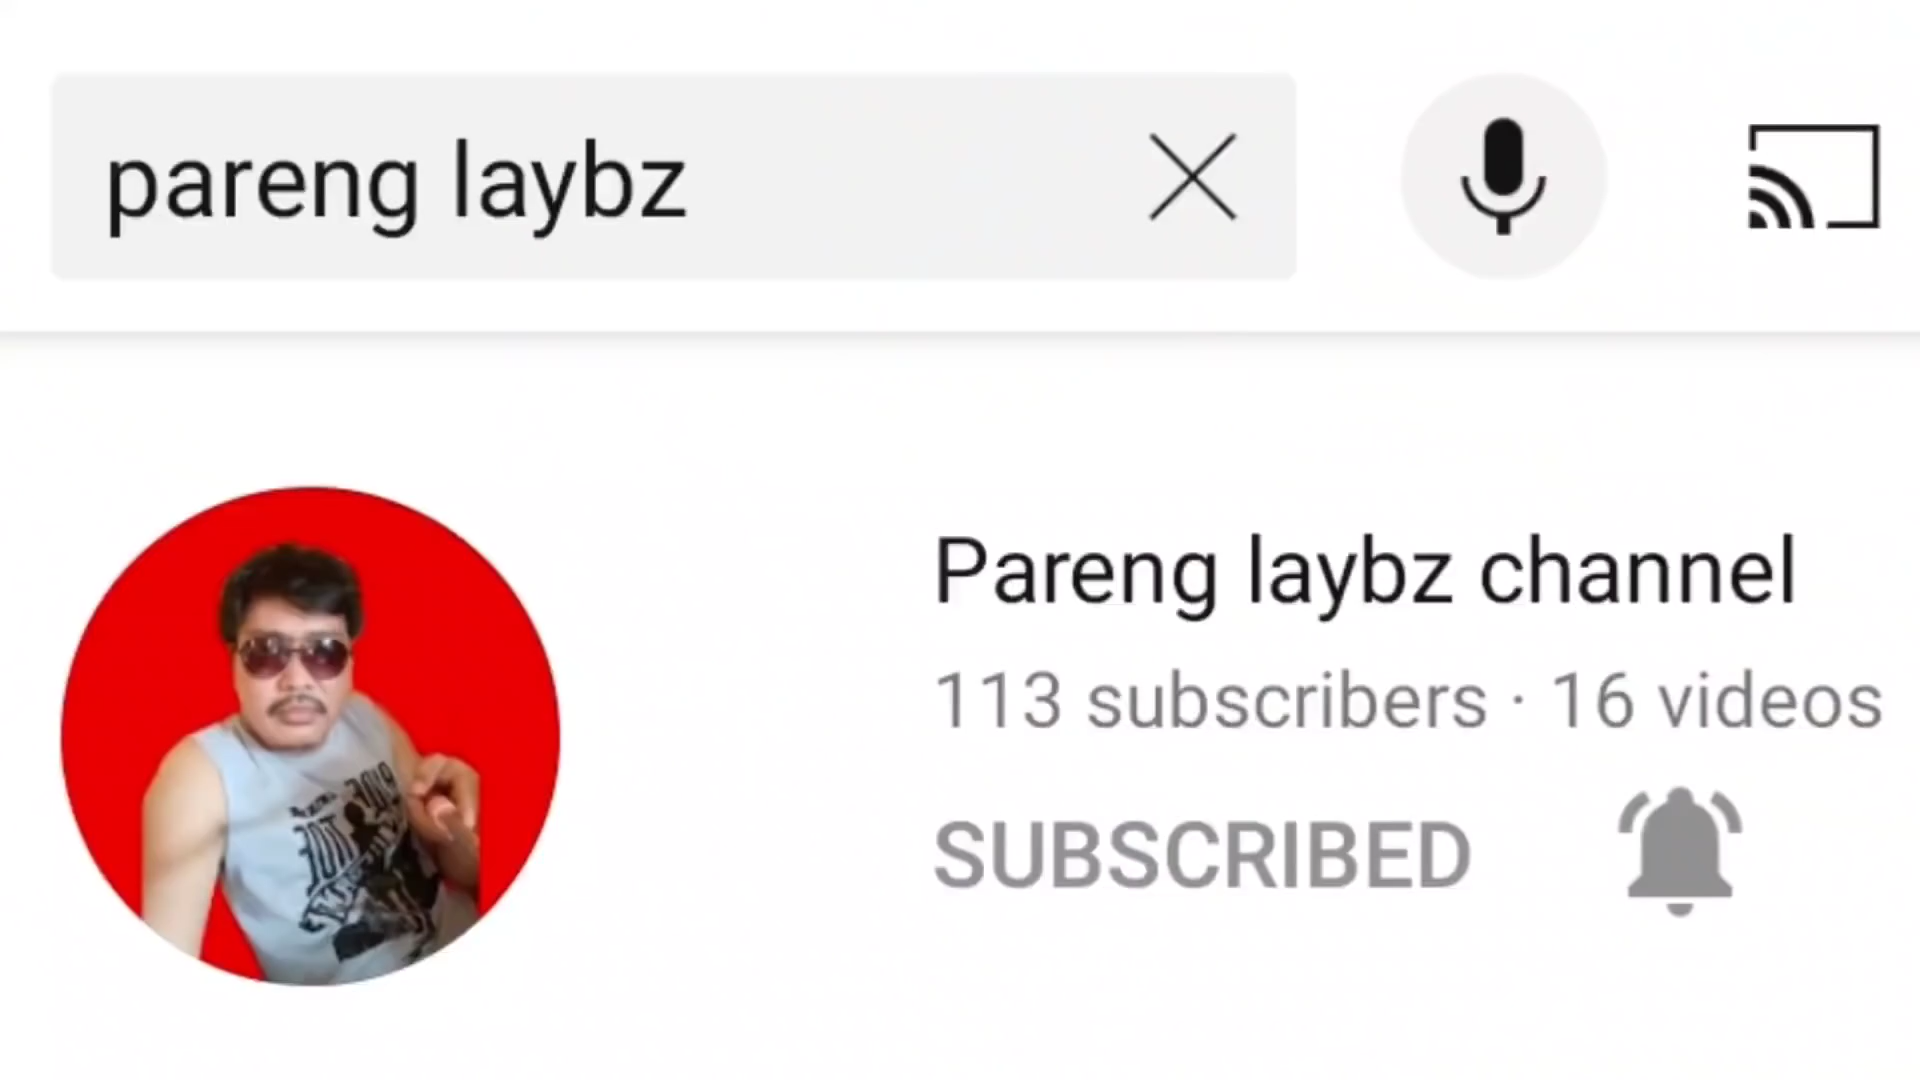 pareng laybz
Pareng laybz channel
113 subscribers · 16 videos
SUBSCRIBED